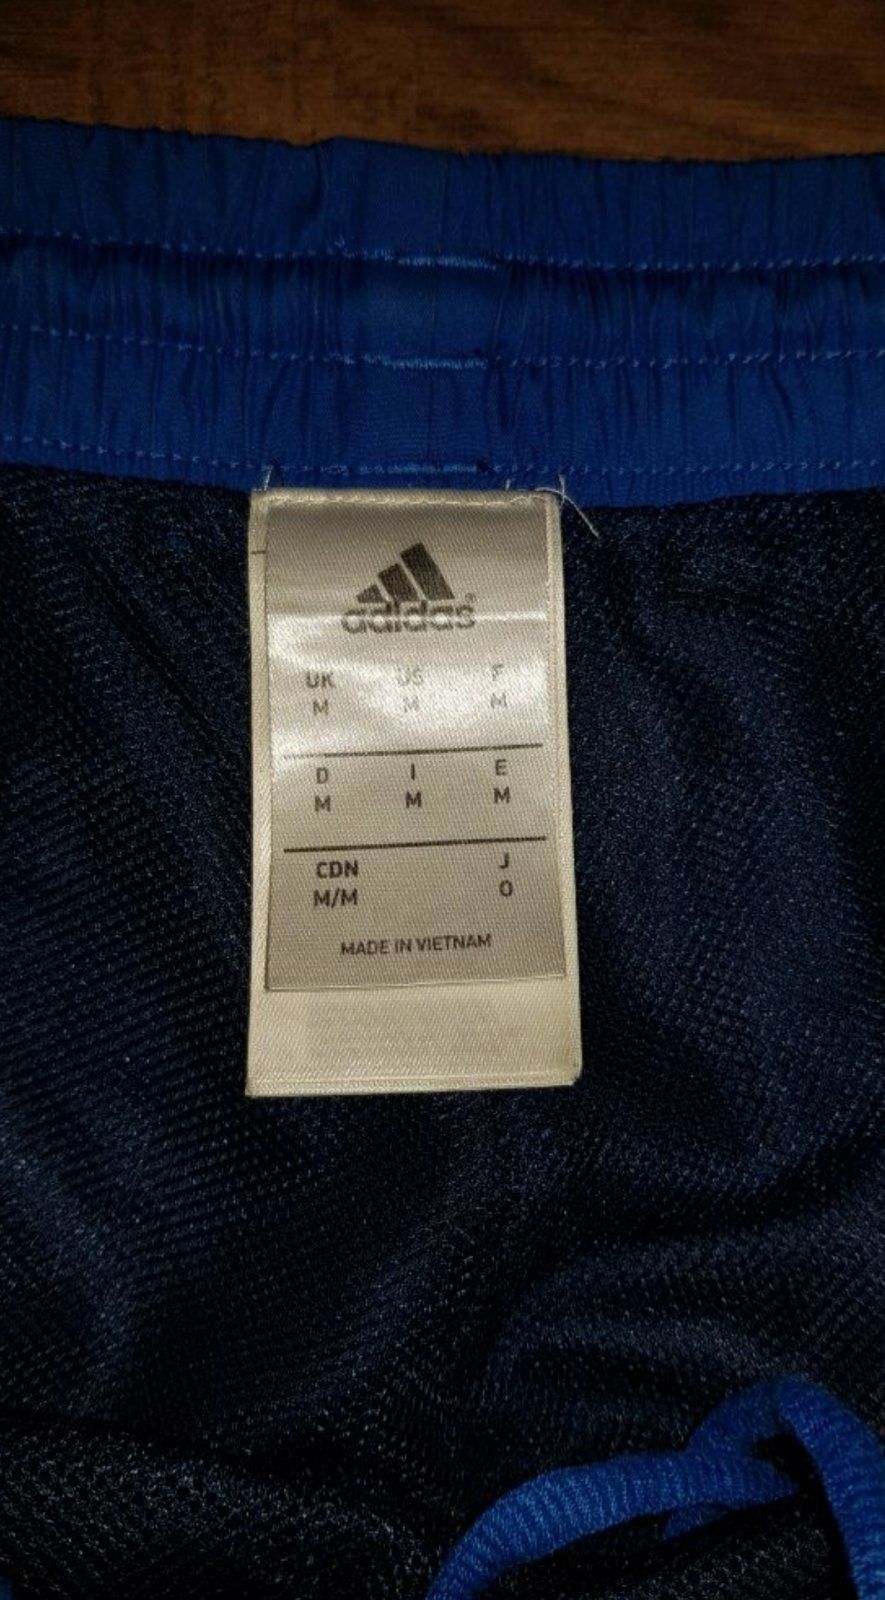 adidas®
UK US F
M M M
D I E
M M M
CDN J
M/M O
MADE IN VIETNAM